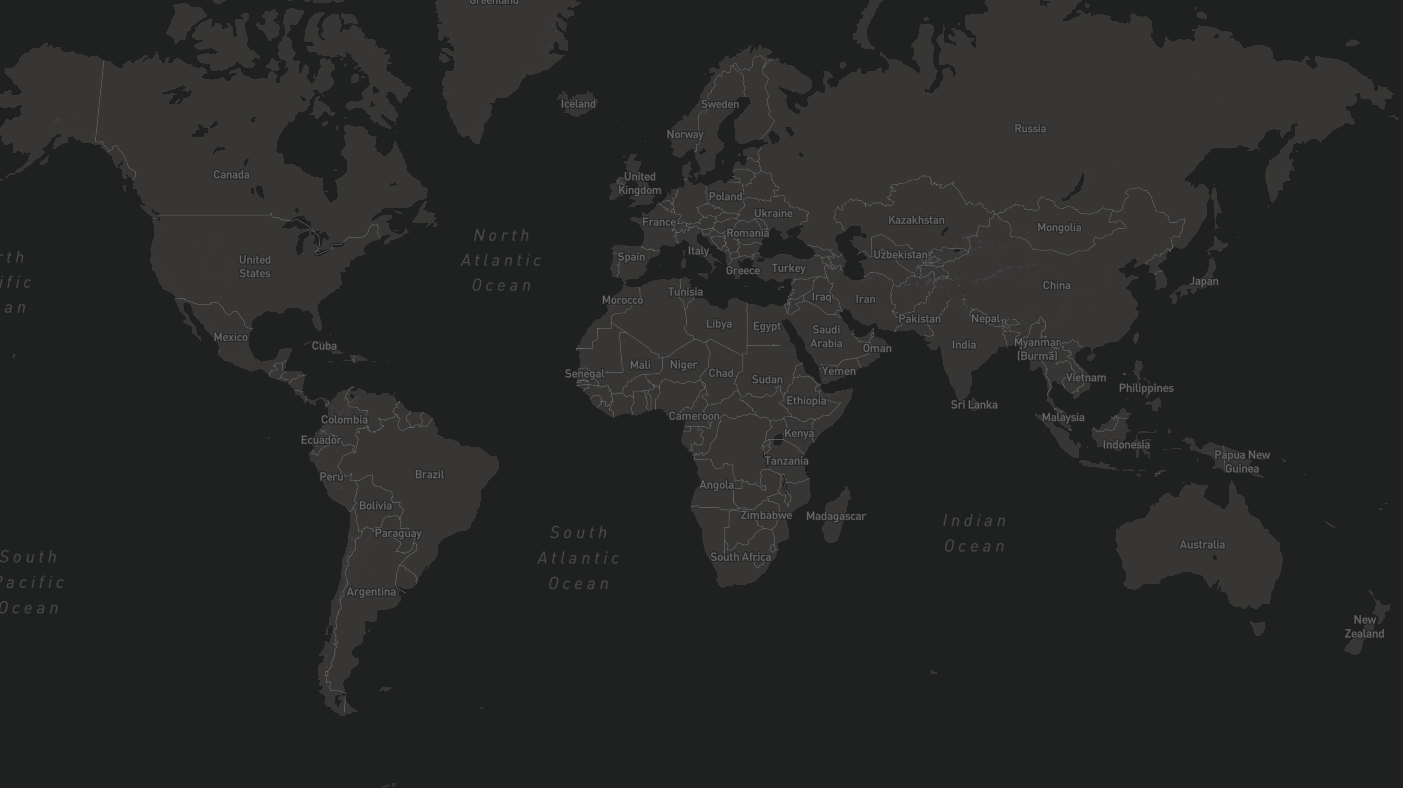 Greenland
Iceland
Sweden
Norway
Russia
Canada
United
Kingdom
Poland
Ukraine
France
Romania
Kazakhstan
Mongolia
North
Atlantic
Ocean
Italy
Spain
Uzbekistan
Greece
Turkey
United
States
rth
ific
an
China
Japan
Tunisia
Morocco
Iraq
Iran
Libya
Egypt
Pakistan
Nepal
Saudi
Arabia
Mexico
Cuba
India
Myanmar
(Burma)
Oman
Mali
Niger
Chad
Senegal
Sudan
Yemen
Vietnam
Philippines
Ethiopia
Sri Lanka
Colombia
Cameroon
Malaysia
Kenya
Ecuador
Indonesia
Papua New
Guinea
Tanzania
Peru
Brazil
Angola
Bolivia
Zimbabwe
Madagascar
Indian
Ocean
Paraguay
South
Atlantic
Ocean
Australia
South Africa
South
Pacific
Ocean
Argentina
New
Zealand